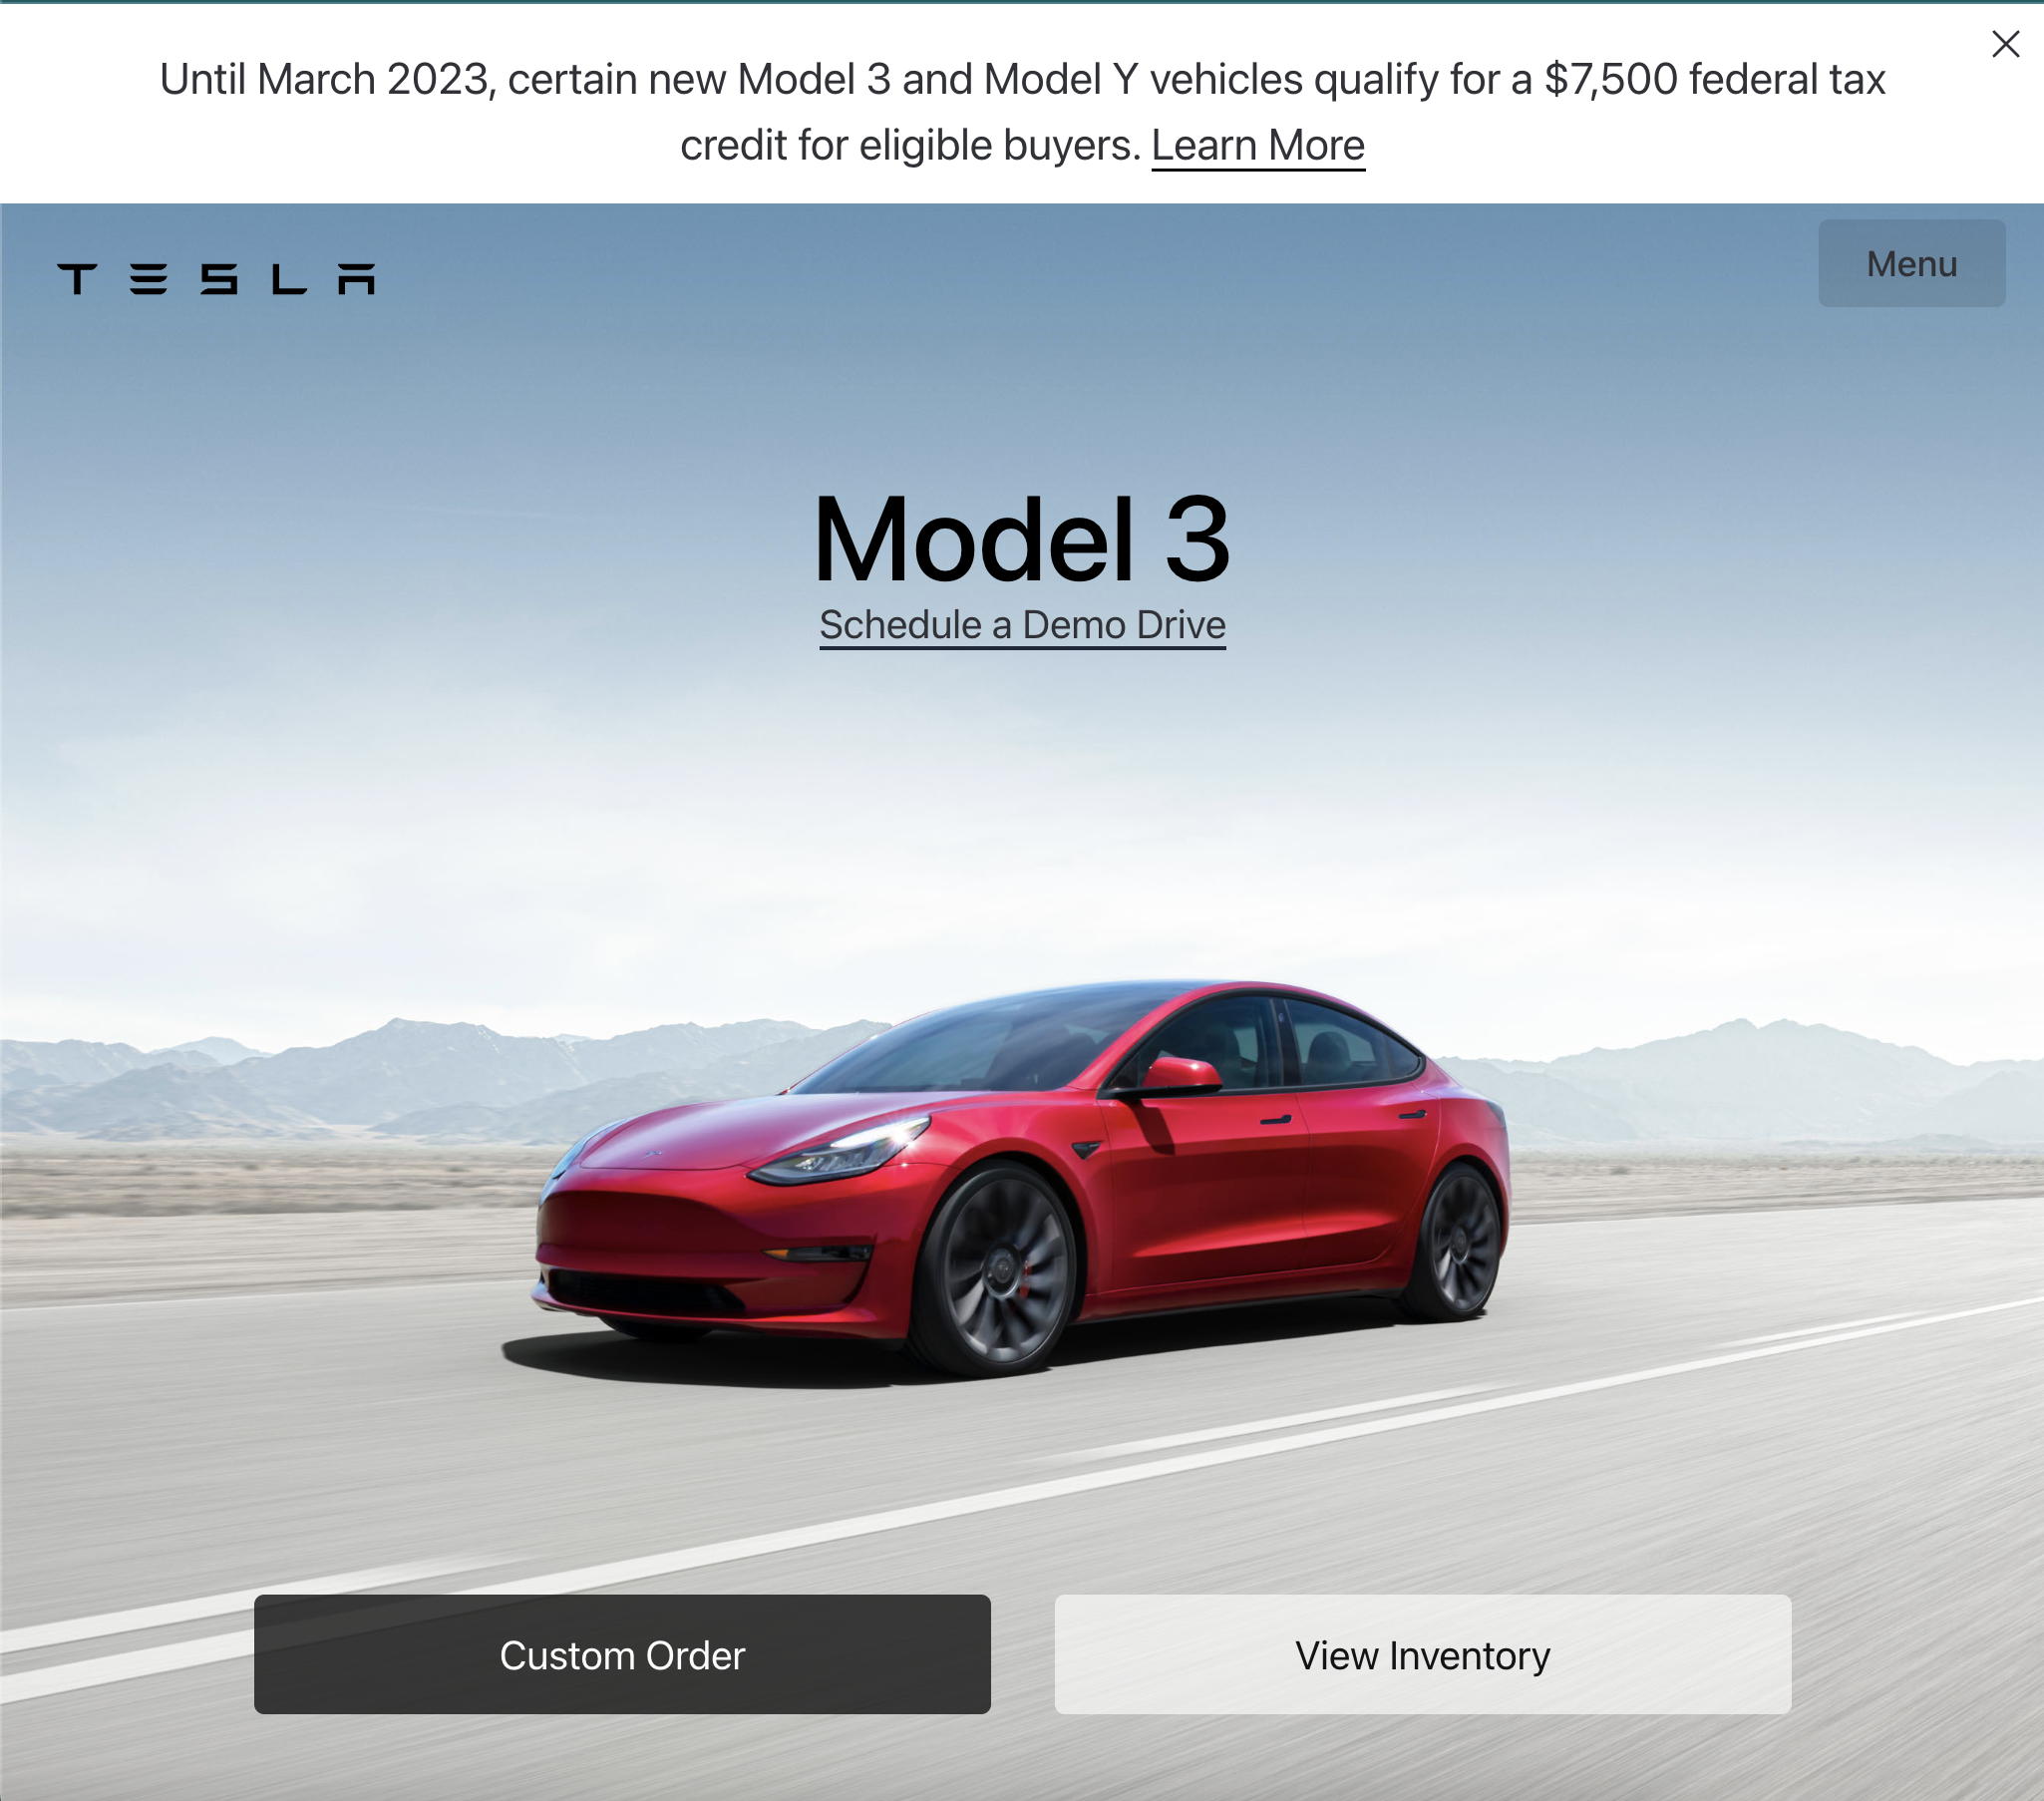 Until March 2023, certain new Model 3 and Model Y vehicles qualify for a $7,500 federal tax
credit for eligible buyers. Learn More
TESLA
Menu
Model 3
Schedule a Demo Drive
Custom Order
View Inventory